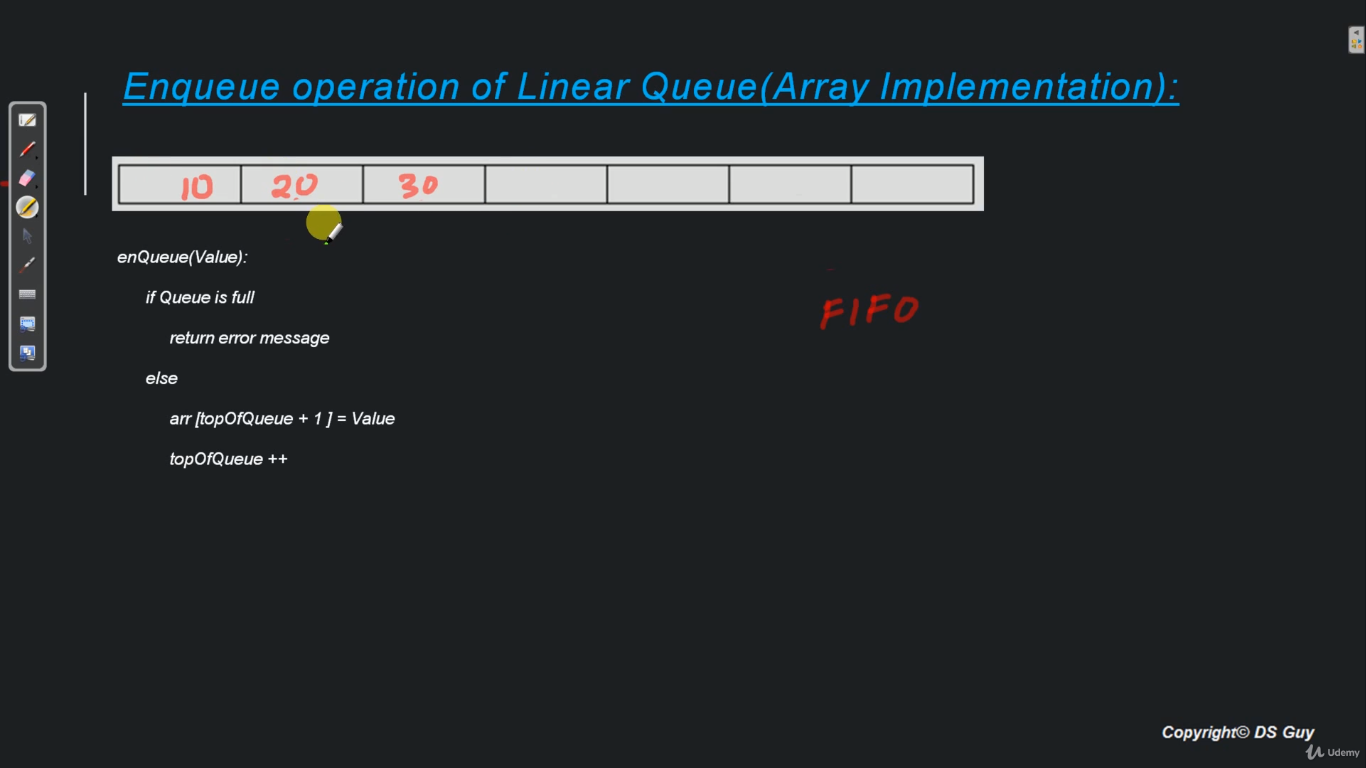 Enqueue operation of Linear Queue(Array Implementation):
10 20 30
enQueue(Value):
if Queue is full
FIFO
return error message
else
arr [topOfQueue + 1 ] = Value
topOfQueue ++
Copyright© DS Guy
Udemy